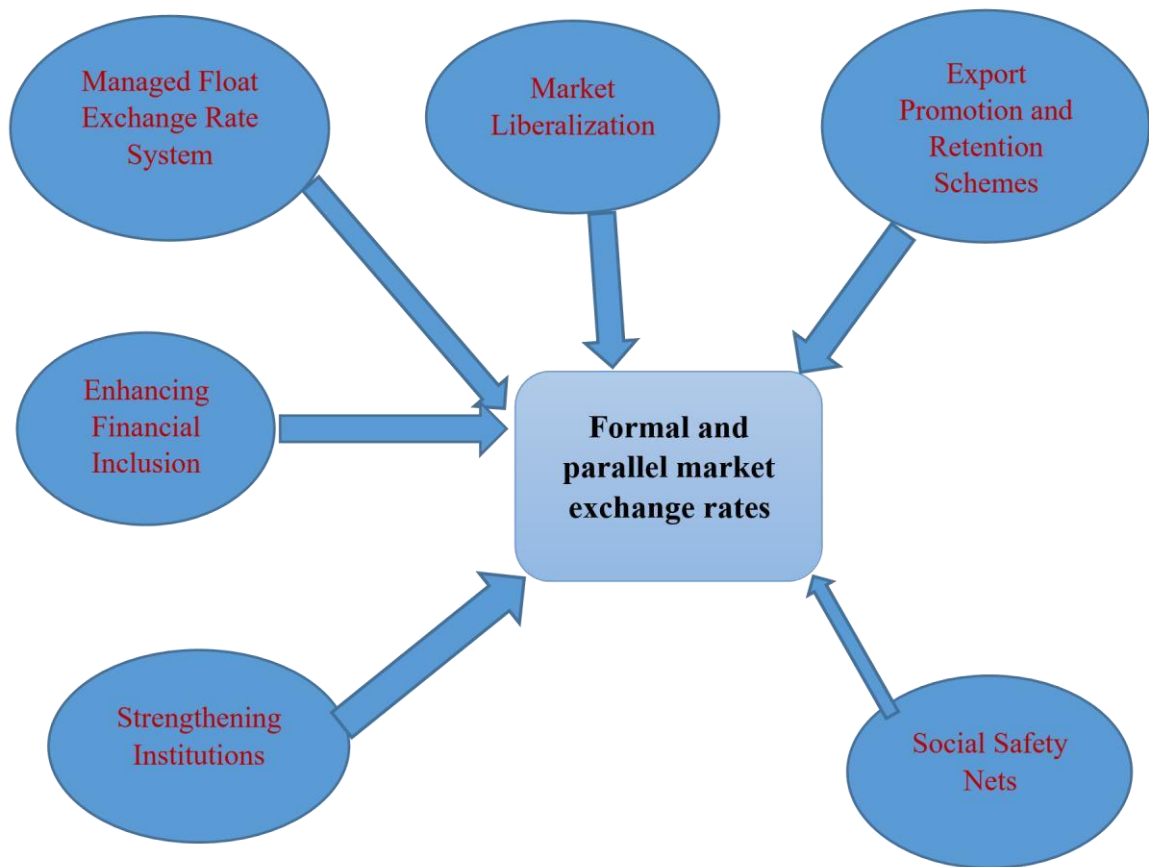 Managed Float
Exchange Rate
System
Market
Liberalization
Export
Promotion and
Retention
Schemes
Enhancing
Financial
Inclusion
Formal and
parallel market
exchange rates
Strengthening
Institutions
Social Safety
Nets